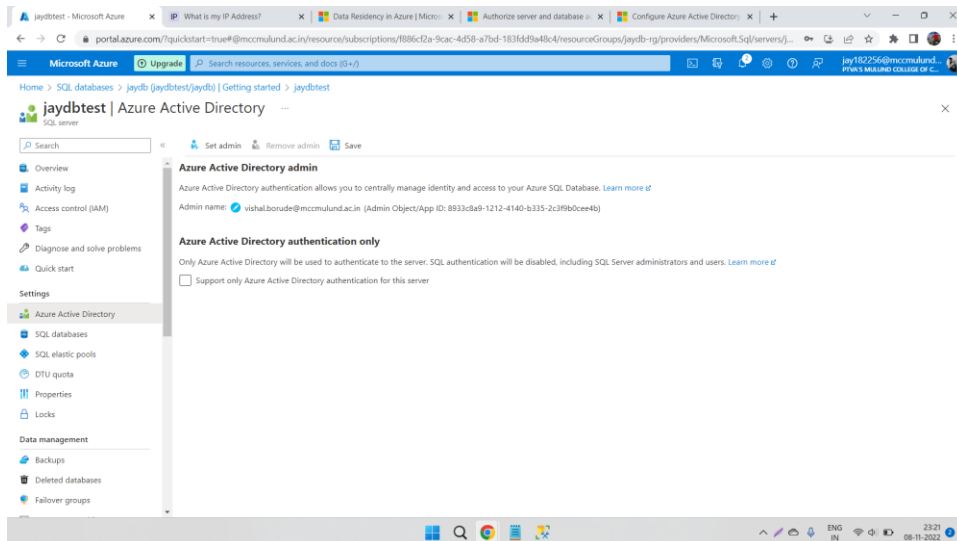 jaydbtest - Microsoft Azure
IP What is my IP Address?
Data Residency in Azure | Micros
Authorize server and database a
Configure Azure Active Directory
portal.azure.com/?quickstart=true#@mccmulund.ac.in/resource/subscriptions/f886cf2a-9cac-4d58-a7bd-183fdd9a48c4/resourceGroups/jaydb-rg/providers/Microsoft.Sql/servers/j...
Microsoft Azure
Upgrade
Search resources, services, and docs (G+/)
2
jay182256@mccmulund...
PTVA'S MULUND COLLEGE OF C...
Home > SQL databases > jaydb (jaydbtest/jaydb) | Getting started > jaydbtest
jaydbtest | Azure Active Directory ...
SQL server
Search
Set admin
Remove admin
Save
Overview
Activity log
Access control (IAM)
Tags
Diagnose and solve problems
Quick start
Settings
Azure Active Directory
SQL databases
SQL elastic pools
DTU quota
Properties
Locks
Data management
Backups
Deleted databases
Failover groups
Azure Active Directory admin
Azure Active Directory authentication allows you to centrally manage identity and access to your Azure SQL Database. Learn more
Admin name: vishal.borude@mccmulund.ac.in (Admin Object/App ID: 8933c8a9-1212-4140-b335-2c3f9b0cee4b)
Azure Active Directory authentication only
Only Azure Active Directory will be used to authenticate to the server. SQL authentication will be disabled, including SQL Server administrators and users. Learn more
Support only Azure Active Directory authentication for this server
ENG
IN
23:21
08-11-2022
2